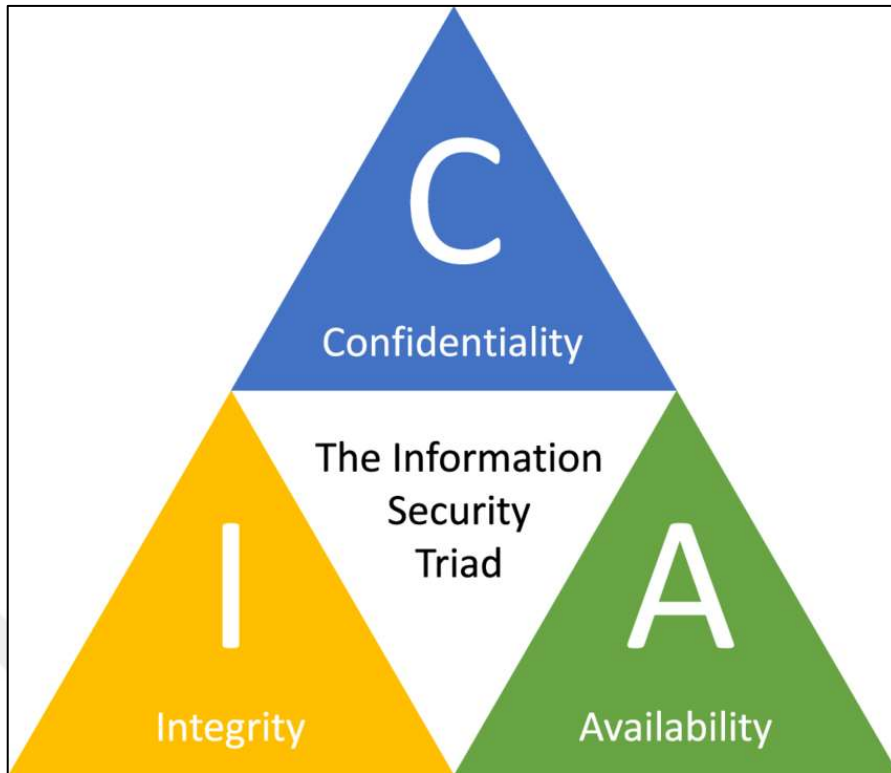 C
Confidentiality
The Information
Security
Triad
I
Integrity
A
Availability